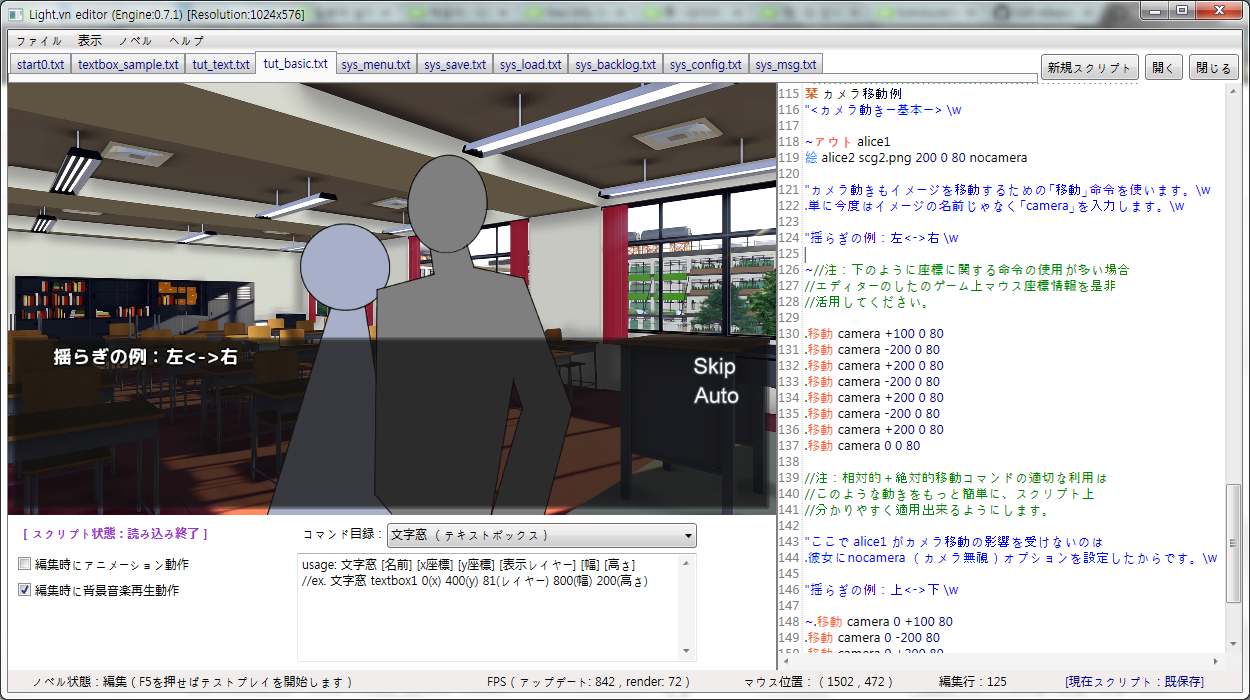 Light.vn editor (Engine:0.7.1) [Resolution:1024x576]
ファイル 表示 ノベル ヘルプ
start0.txt textbox_sample.txt tut_text.txt tut_basic.txt sys_menu.txt sys_save.txt sys_load.txt sys_backlog.txt sys_config.txt sys_msg.txt
新規スクリプト 開く 閉じる
揺らぎの例：左<->右
Skip
Auto
115 栞 カメラ移動例
116 "<カメラ動きー基本ー> \w
117
118 ~アウト alice1
119 絵 alice2 scg2.png 200 0 80 nocamera
120
121 "カメラ動きもイメージを移動するための｢移動｣命令を使います。\w
122 .単に今度はイメージの名前じゃなく｢camera｣を入力します。\w
123
124 "揺らぎの例：左<->右 \w
125
126 ~//注：下のように座標に関する命令の使用が多い場合
127 //エディターのしたのゲーム上マウス座標情報を是非
128 //活用してください。
129
130 .移動 camera +100 0 80
131 .移動 camera -200 0 80
132 .移動 camera +200 0 80
133 .移動 camera -200 0 80
134 .移動 camera +200 0 80
135 .移動 camera -200 0 80
136 .移動 camera +200 0 80
137 .移動 camera 0 0 80
138
139 //注：相対的＋絶対的移動コマンドの適切な利用は
140 //このような動きをもっと簡単に、スクリプト上
141 //分かりやすく適用出来るようにします。
142
143 "ここで alice1 がカメラ移動の影響を受けないのは
144 .彼女にnocamera （カメラ無視）オプションを設定したからです。\w
145
146 "揺らぎの例：上<->下 \w
147
148 ~.移動 camera 0 +100 80
149 .移動 camera 0 -200 80
150 .移動 camera 0 +200 80
[ スクリプト状態：読み込み終了 ]
編集時にアニメーション動作
編集時に背景音楽再生動作
コマンド目録： 文字窓 （テキストボックス）
usage: 文字窓 [名前] [x座標] [y座標] [表示レイヤー] [幅] [高さ]
//ex. 文字窓 textbox1 0(x) 400(y) 81(レイヤー) 800(幅) 200(高さ)
ノベル状態：編集（F5を押せばテストプレイを開始します） FPS（アップデート: 842 , render: 72 ） マウス位置：（1502 , 472 ） 編集行：125 [現在スクリプト：既保存]